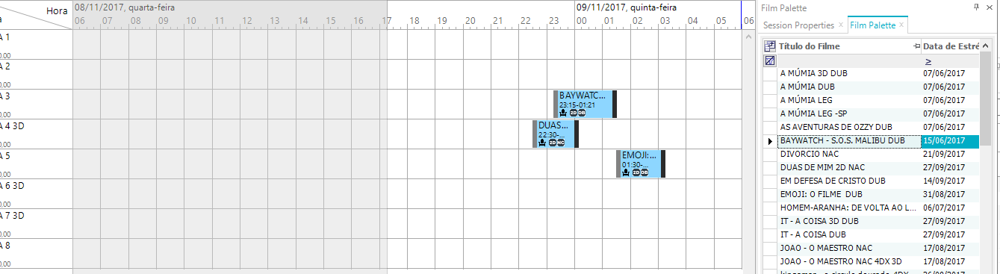 Hora
08/11/2017, quarta-feira
09/11/2017, quinta-feira
06 07 08 09 10 11 12 13 14 15 16 17 18 19 20 21 22 23 00 01 02 03 04 05 06
A 1
0,00
A 2
0,00
A 3
0,00
BAYWATC...
23:15-01:21
2D DB
A 4 3D
0,00
DUAS...
22:30-...
2D NC
A 5
0,00
EMOJI:...
01:30-...
2D DB
A 6 3D
0,00
A 7 3D
0,00
A 8
0,00
Film Palette
Session Properties x Film Palette x
Título do Filme Data de Estré
≥
A MÚMIA 3D DUB 07/06/2017
A MÚMIA DUB 07/06/2017
A MÚMIA LEG 07/06/2017
A MÚMIA LEG -SP 07/06/2017
AS AVENTURAS DE OZZY DUB 07/06/2017
BAYWATCH - S.O.S. MALIBU DUB 15/06/2017
DIVORCIO NAC 21/09/2017
DUAS DE MIM 2D NAC 27/09/2017
EM DEFESA DE CRISTO DUB 14/09/2017
EMOJI: O FILME DUB 31/08/2017
HOMEM-ARANHA: DE VOLTA AO L... 06/07/2017
IT - A COISA 3D DUB 27/09/2017
IT - A COISA DUB 27/09/2017
JOAO - O MAESTRO NAC 17/08/2017
JOAO - O MAESTRO NAC 4DX 3D 17/08/2017